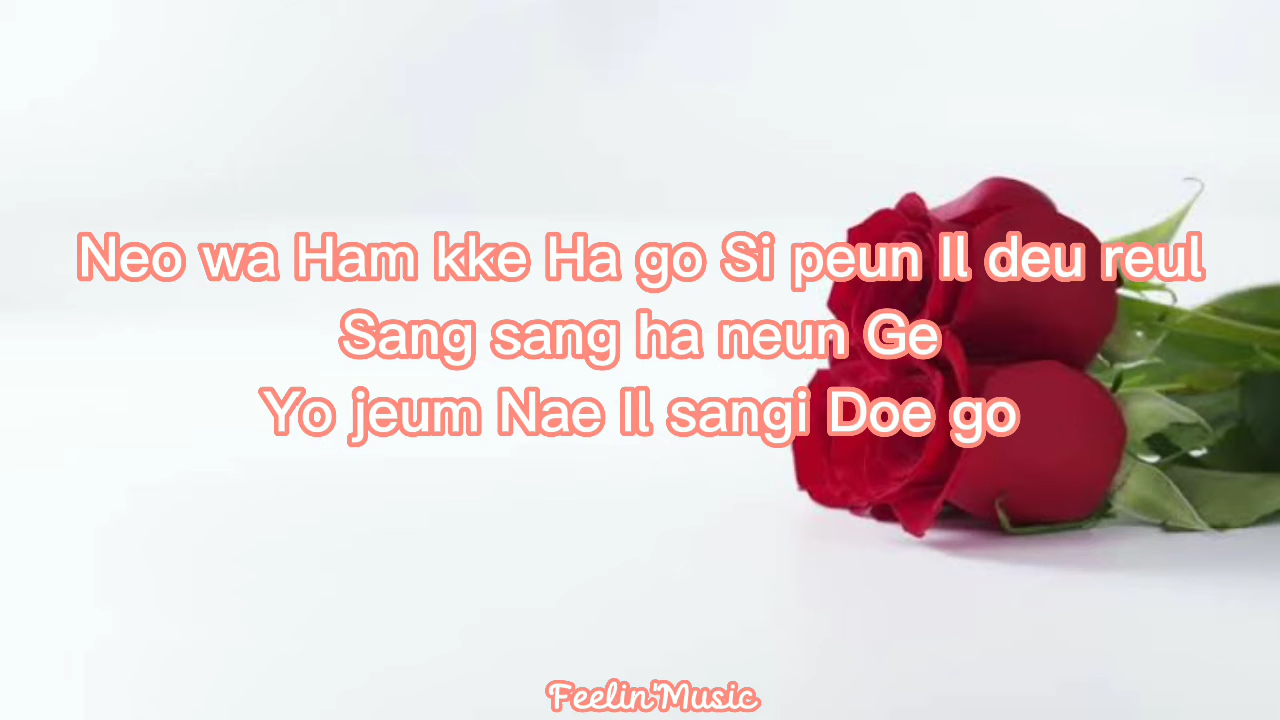 Neo wa Ham kke Ha go Si peun Il deu reul
Sang sang ha neun Ge
Yo jeum Nae Il sangi Doe go
Feelin'Music